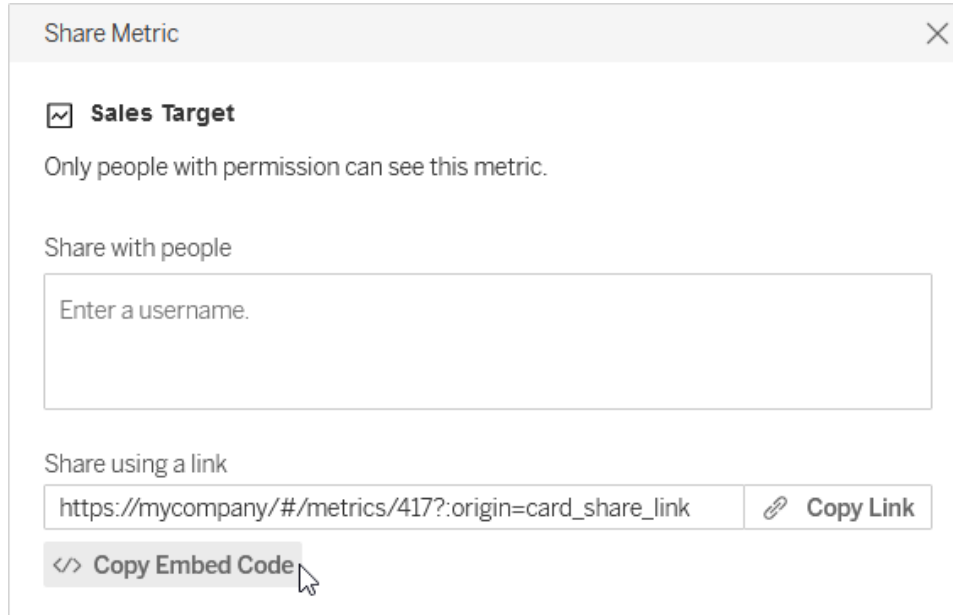 Share Metric
Sales Target
Only people with permission can see this metric.
Share with people
Enter a username.
Share using a link
https://mycompany/#/metrics/417?:origin=card_share_link
Copy Link
</> Copy Embed Code